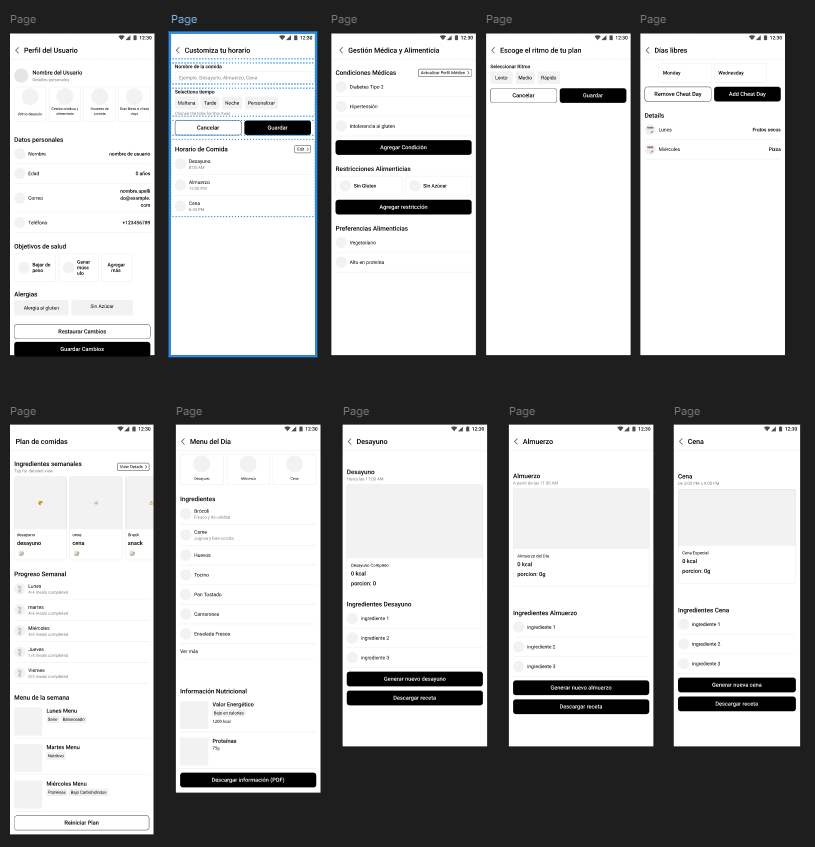 Page
12:30
Perfil del Usuario
Nombre del Usuario
Detalles personales
Ritmo deseado
Gestión médica y alimenticia
Horarios de comida
Días libres o cheat days
Datos personales
Nombre
nombre de usuario
Edad
0 años
Correo
nombre.apelli
do@example.
com
Teléfono
+123456789
Objetivos de salud
Bajar de
peso
Ganar
músc
ulo
Agregar
más
Alergias
Alergia al gluten
Sin Azúcar
Restaurar Cambios
Guardar Cambios
Page
12:30
Customiza tu horario
Nombre de la comida
Ejemplo. Desayuno, Almuerzo, Cena
Selecciona tiempo
Mañana
Tarde
Noche
Personalizar
Choose the time for this meal
Cancelar
Guardar
Horario de Comida
Edit
Desayuno
8:00 AM
Almuerzo
12:30 PM
Cena
6:30 PM
Page
12:30
Gestión Médica y Alimenticia
Condiciones Médicas
Actualizar Perfil Médico
Diabetes Tipo 2
Hipertensión
Intolerancia al gluten
Agregar Condición
Restricciones Alimenticias
Sin Gluten
Sin Azúcar
Agregar restricción
Preferencias Alimenticias
Vegetariano
Alto en proteína
Page
12:30
Escoge el ritmo de tu plan
Seleccionar Ritmo
Lento
Medio
Rapido
Cancelar
Guardar
Page
12:30
Días libres
Monday
Wednesday
Remove Cheat Day
Add Cheat Day
Details
Lunes
Frutos secos
Miércoles
Pizza
Page
12:30
Plan de comidas
Ingredientes semanales
Tap for detailed view
View Details
desayuno
desayuno
cena
cena
Snack
snack
Progreso Semanal
Lunes
4/4 meals completed
martes
4/4 meals completed
Miércoles
3/4 meals completed
Jueves
1/4 meals completed
Viernes
0/4 meals completed
Menu de la semana
Lunes Menu
Sano
Balanceado
Martes Menu
Nutritivo
Miércoles Menu
Proteinas
Bajo Carbohidratos
Reiniciar Plan
Page
12:30
Menu del Día
Desayuno
Almuerzo
Cena
Ingredientes
Brócoli
Fresco y de calidad
Carne
Jugosa y bien cocida
Huevos
Tocino
Pan Tostado
Camarones
Ensalada Fresca
Ver más
Información Nutricional
Valor Energético
Bajo en calorías
1200 kcal
Proteínas
75g
Descargar información (PDF)
Page
12:30
Desayuno
Desayuno
Hasta las 11:00 AM
Desayuno Completo
0 kcal
porcion: 0
Ingredientes Desayuno
ingrediente 1
ingrediente 2
ingrediente 3
Generar nuevo desayuno
Descargar receta
Page
12:30
Almuerzo
Almuerzo
A partir de las 11:30 AM
Almuerzo del Día
0 kcal
porcion: 0g
Ingredientes Almuerzo
ingrediente 1
ingrediente 2
ingrediente 3
Generar nuevo almuerzo
Descargar receta
Page
12:30
Cena
Cena
De 5:00 PM a 9:00 PM
Cena Especial
0 kcal
porcion: 0g
Ingredientes Cena
ingrediente 1
ingrediente 2
ingrediente 3
Generar nueva cena
Descargar receta